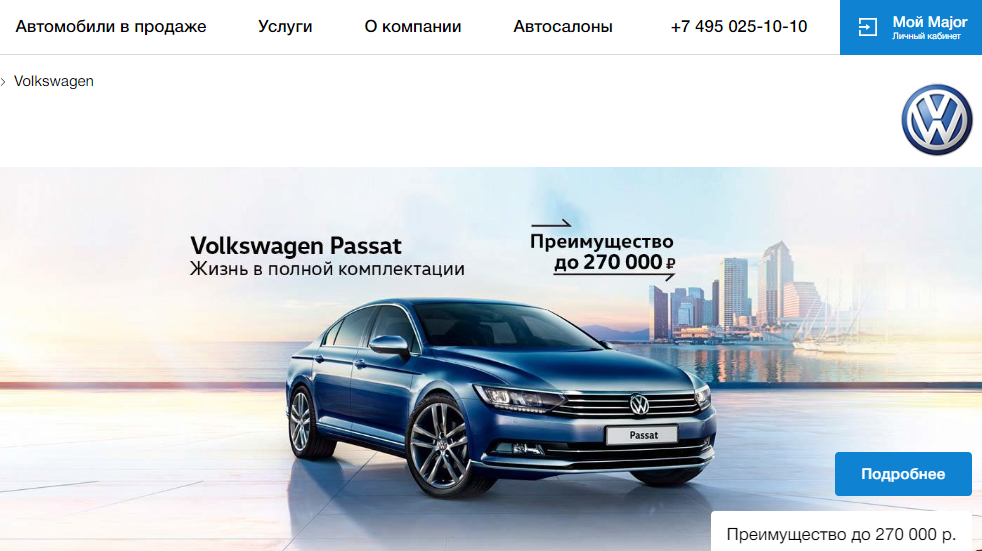 Автомобили в продаже Услуги О компании Автосалоны +7 495 025-10-10 Мой Major
Личный кабинет
› Volkswagen
Volkswagen Passat
Жизнь в полной комплектации
Преимущество
до 270 000 ₽
Passat
Подробнее
Преимущество до 270 000 р.